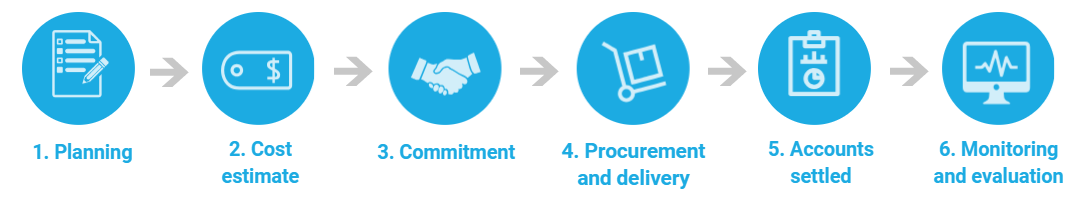 $
1. Planning
2. Cost
estimate
3. Commitment
4. Procurement
and delivery
5. Accounts
settled
6. Monitoring
and evaluation